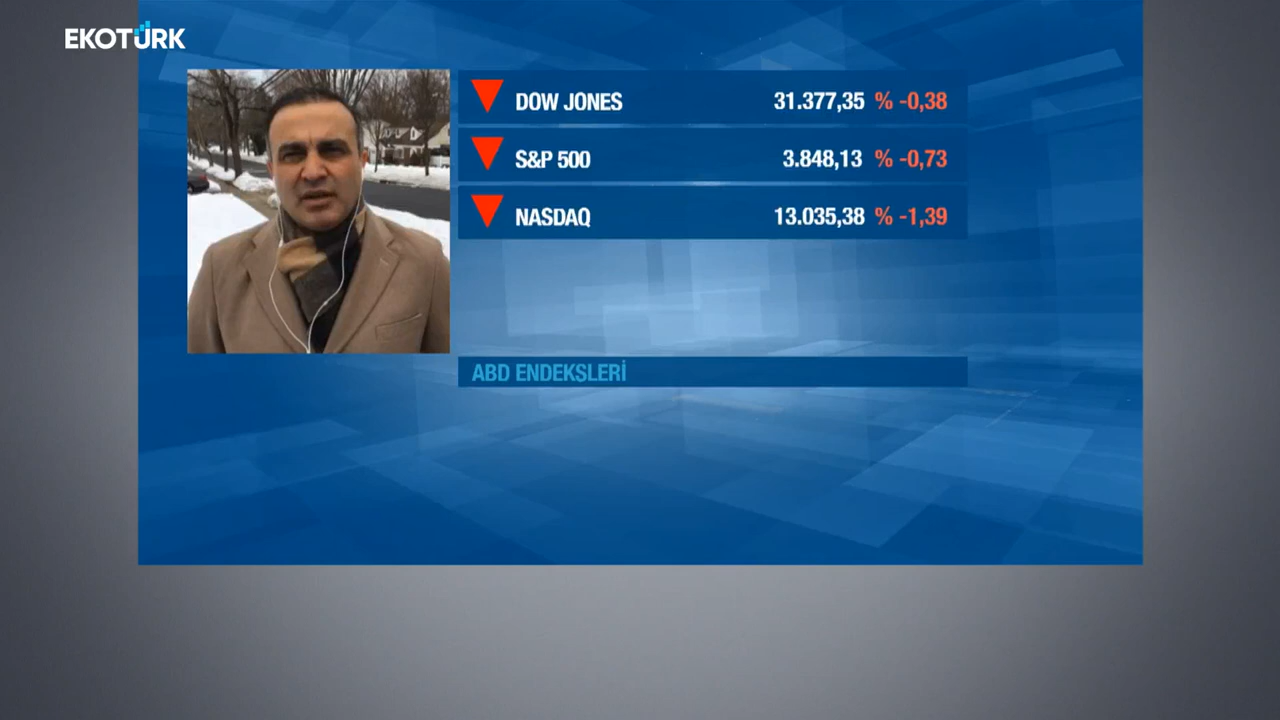 EKOTÜRK
DOW JONES 31.377,35 % -0,38
S&P 500 3.848,13 % -0,73
NASDAQ 13.035,38 % -1,39
ABD ENDEKSLERİ